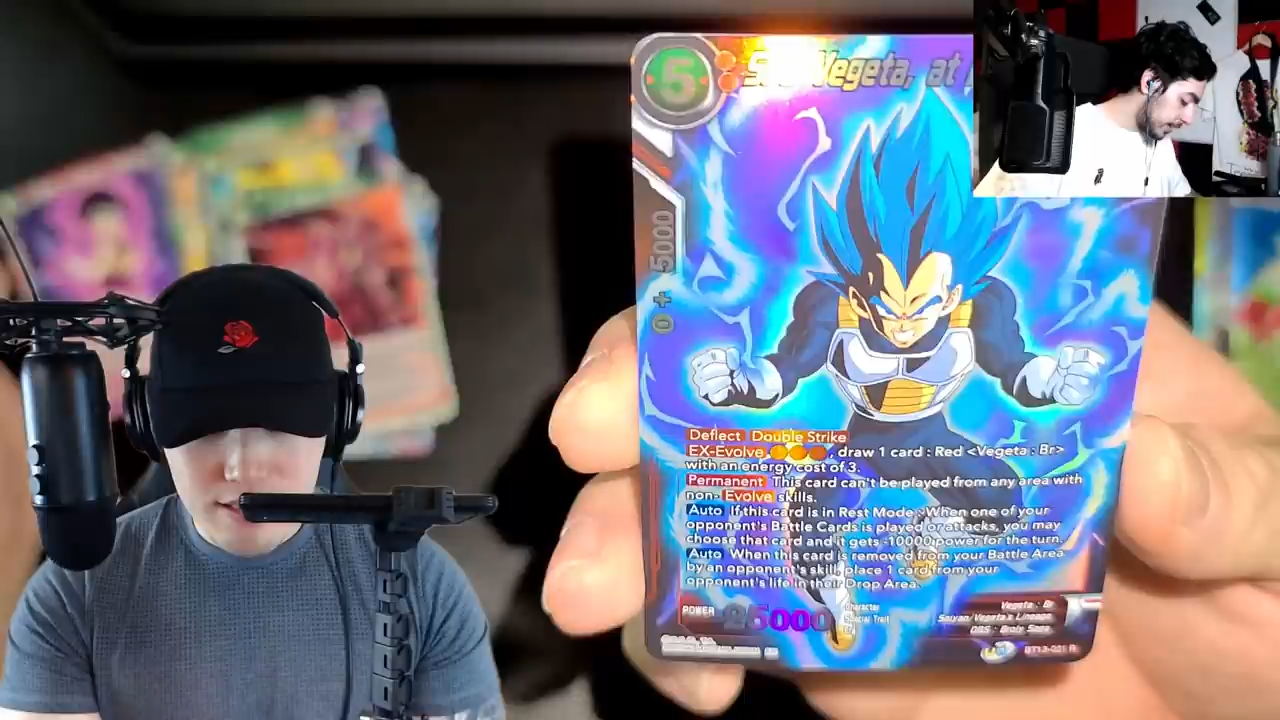 5
Vegeta, at
0 + 5000
Deflect Double Strike
EX-Evolve , draw 1 card : Red <Vegeta : Br>
with an energy cost of 3.
Permanent This card can't be played from any area with
non- Evolve skills.
Auto If this card is in Rest Mode : When one of your
opponent's Battle Cards is played or attacks, you may
choose that card and it gets -10000 power for the turn.
Auto When this card is removed from your Battle Area
by an opponent's skill, place 1 card from your
opponent's life in their Drop Area.
POWER 25000
Character
Special Trait
Vegeta : Br
Saiyan/Vegeta's Lineage
DBS : Broly Saga
R